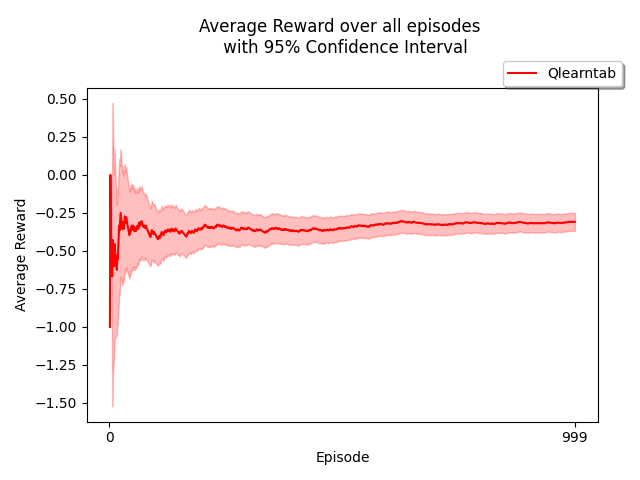 Average Reward over all episodes
with 95% Confidence Interval
Qlearntab
0.50
0.25
0.00
−0.25
−0.50
−0.75
−1.00
−1.25
−1.50
Average Reward
0
999
Episode